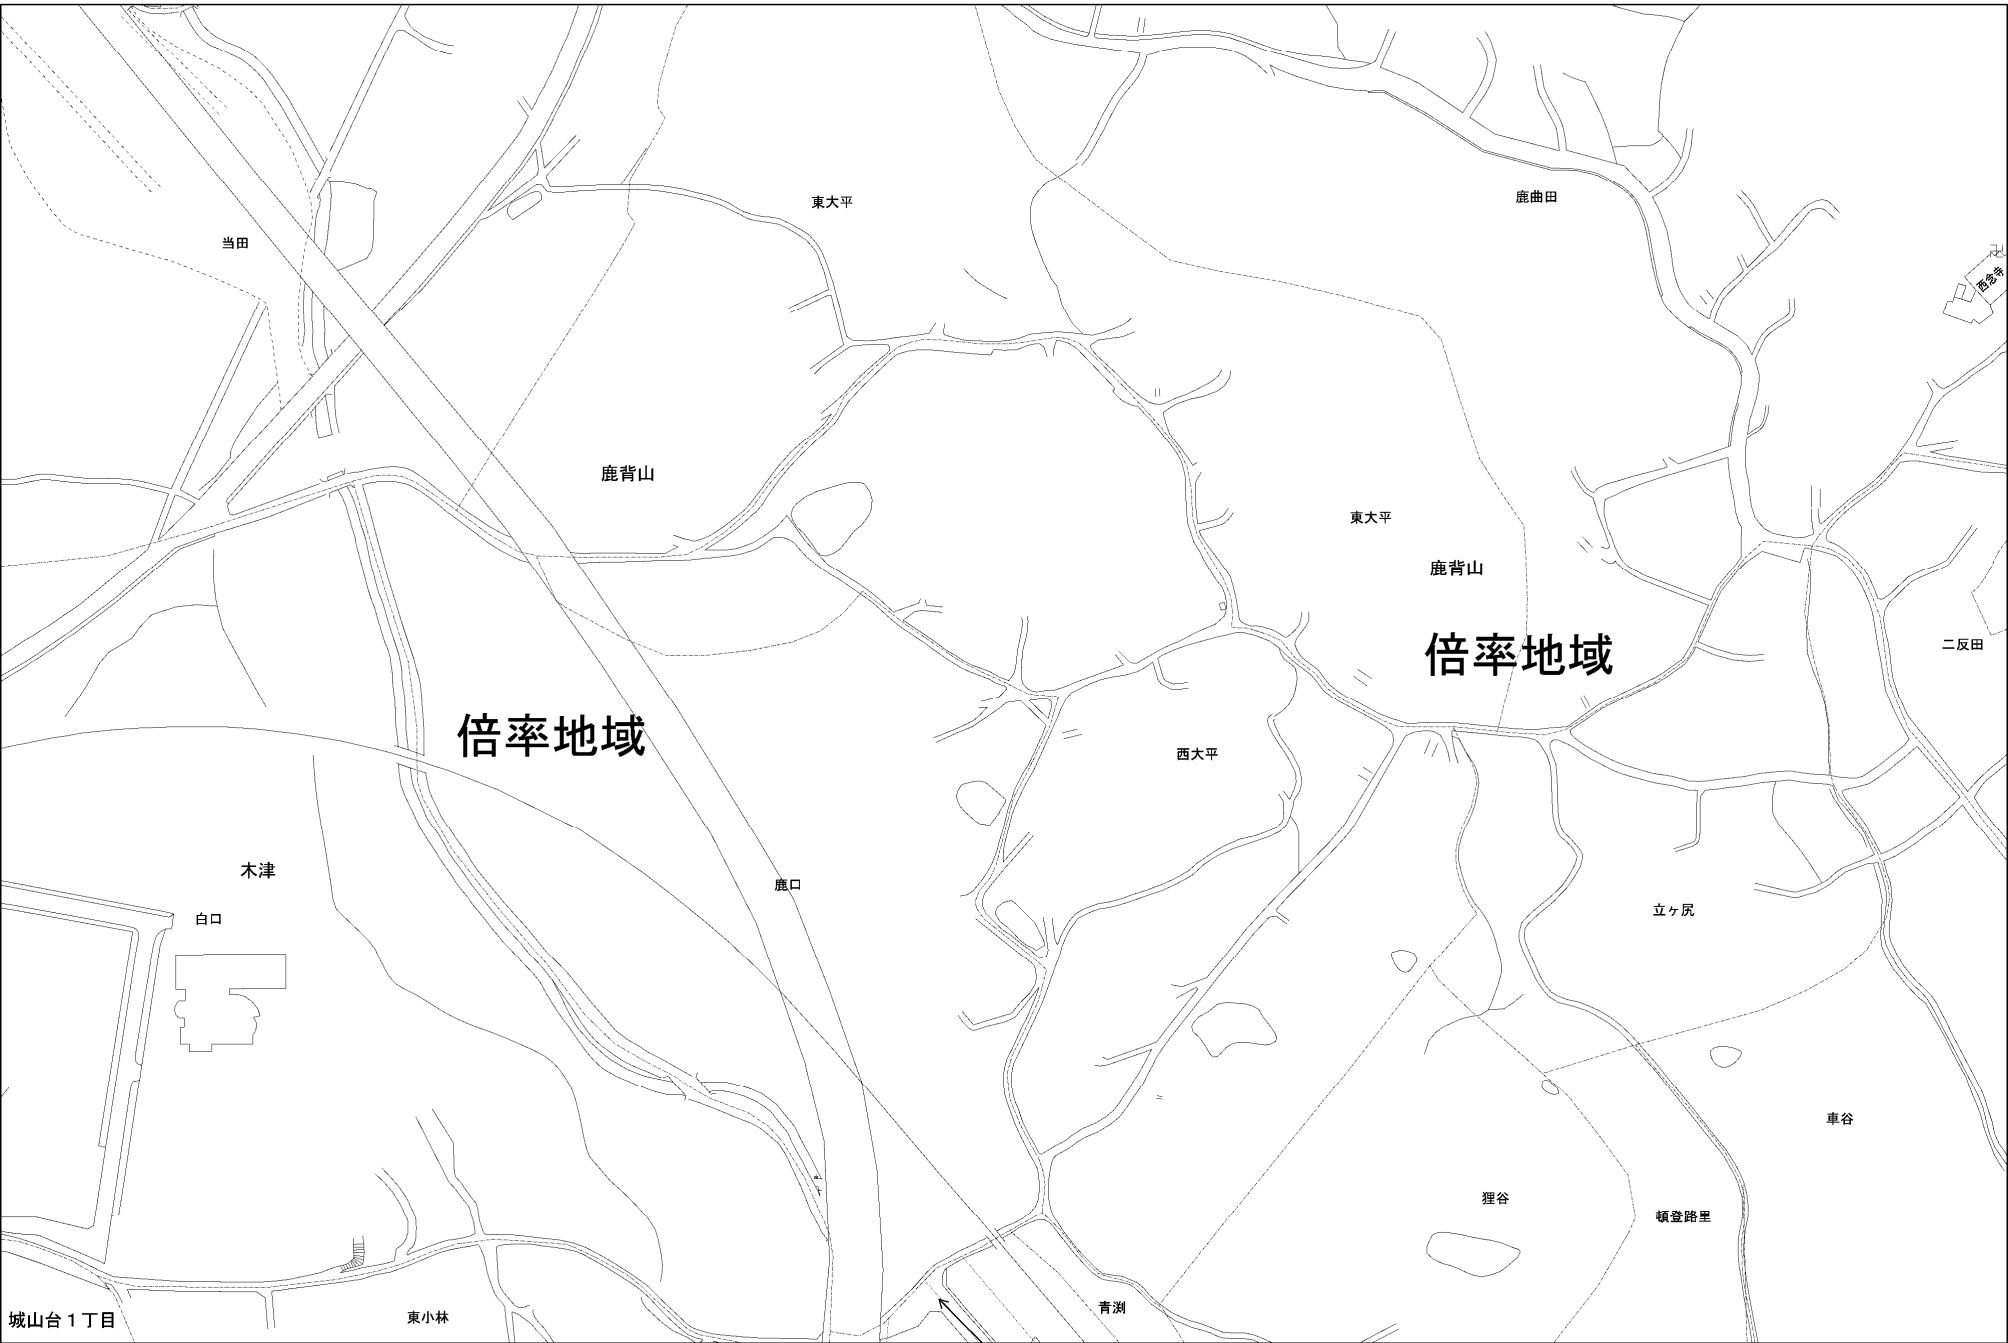 東大平
鹿曲田
当田
西念寺
鹿背山
東大平
鹿背山
倍率地域
二反田
倍率地域
西大平
木津
鹿口
白口
立ヶ尻
車谷
狸谷
頓登路里
青渕
東小林
城山台１丁目